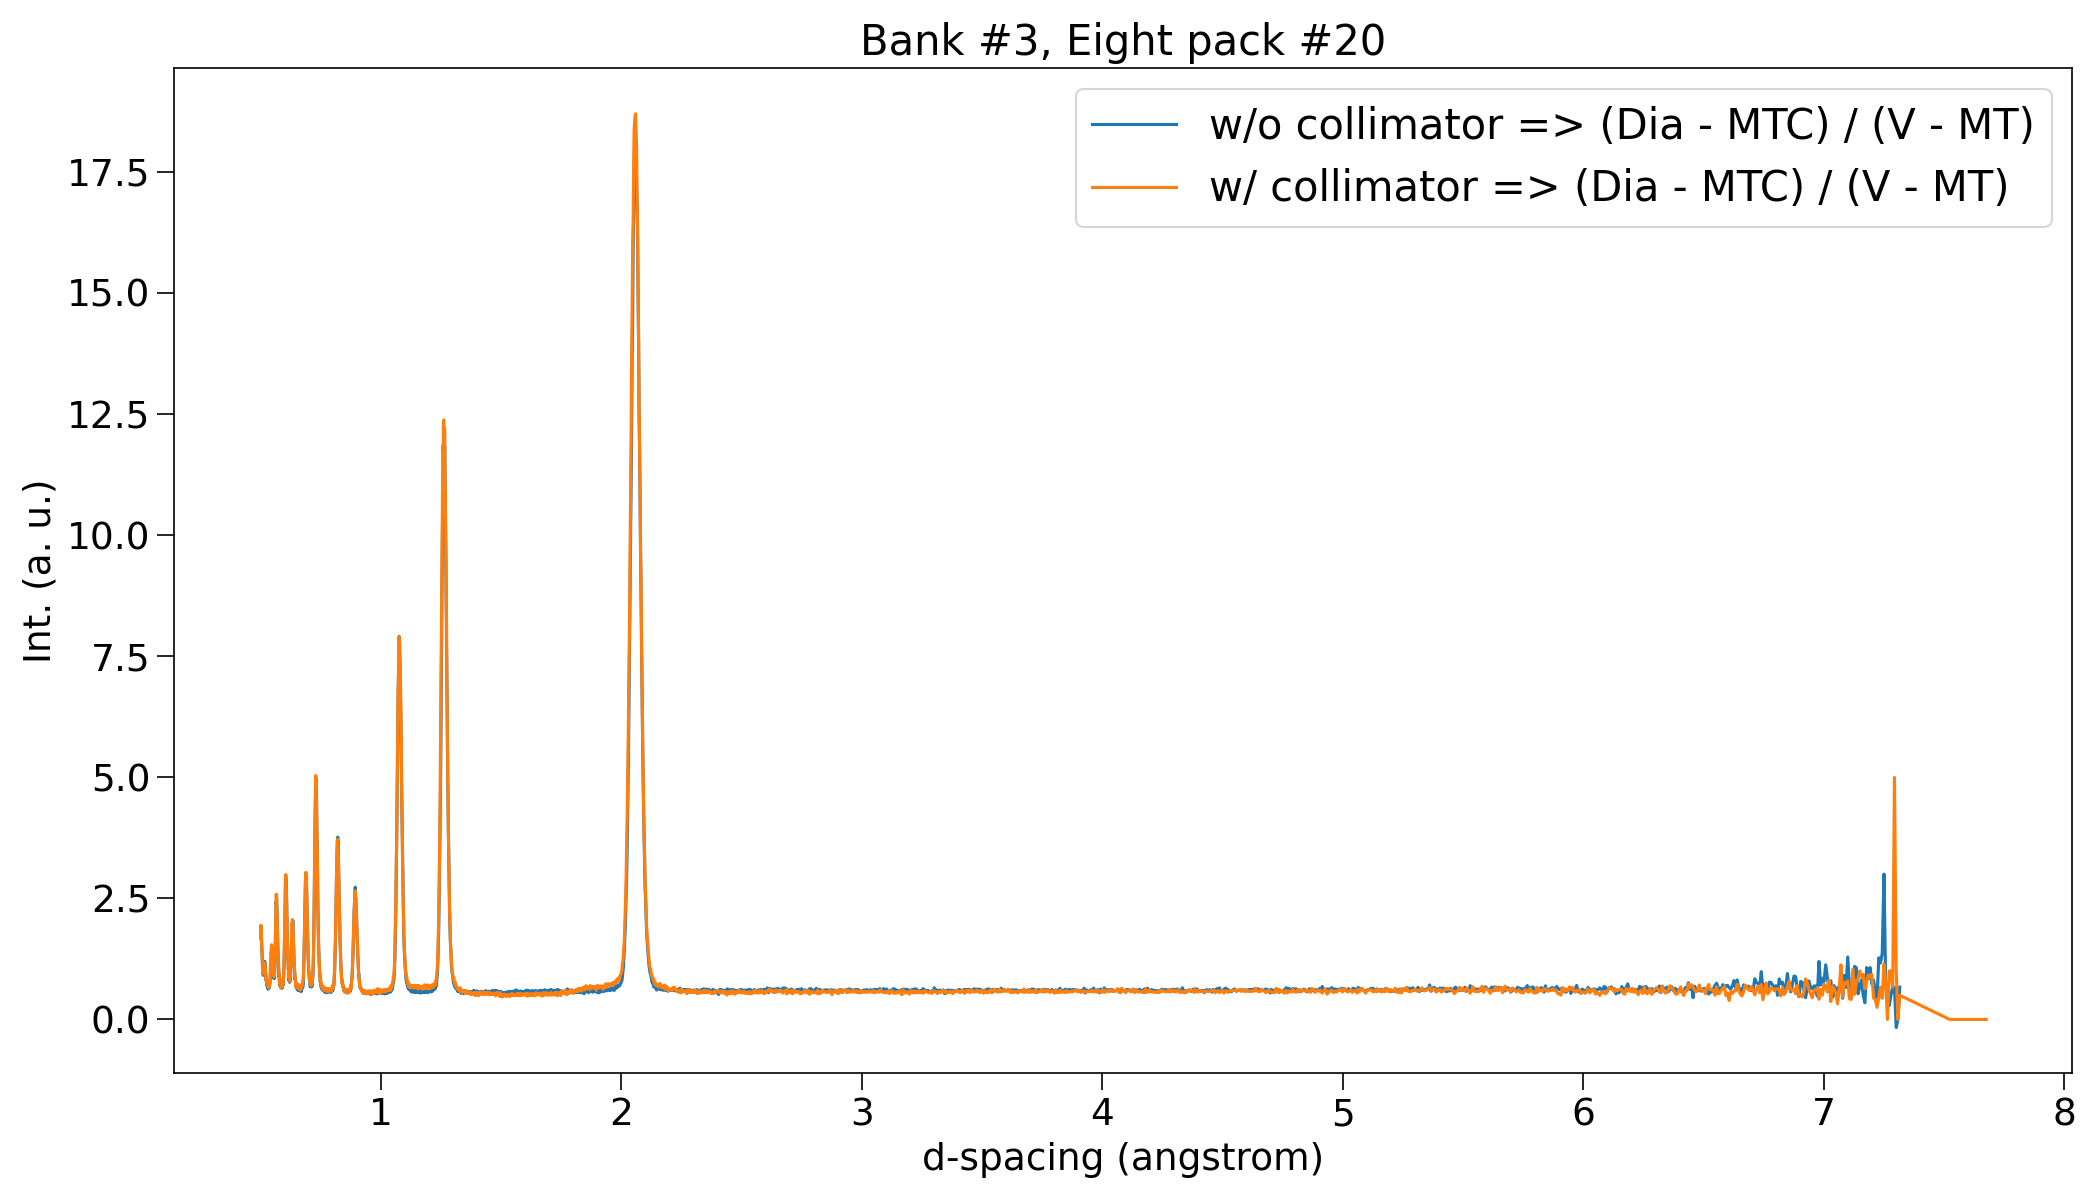 Bank #3, Eight pack #20
w/o collimator => (Dia - MTC) / (V - MT)
w/ collimator => (Dia - MTC) / (V - MT)
Int. (a. u.)
17.5
15.0
12.5
10.0
7.5
5.0
2.5
0.0
1 2 3 4 5 6 7 8
d-spacing (angstrom)